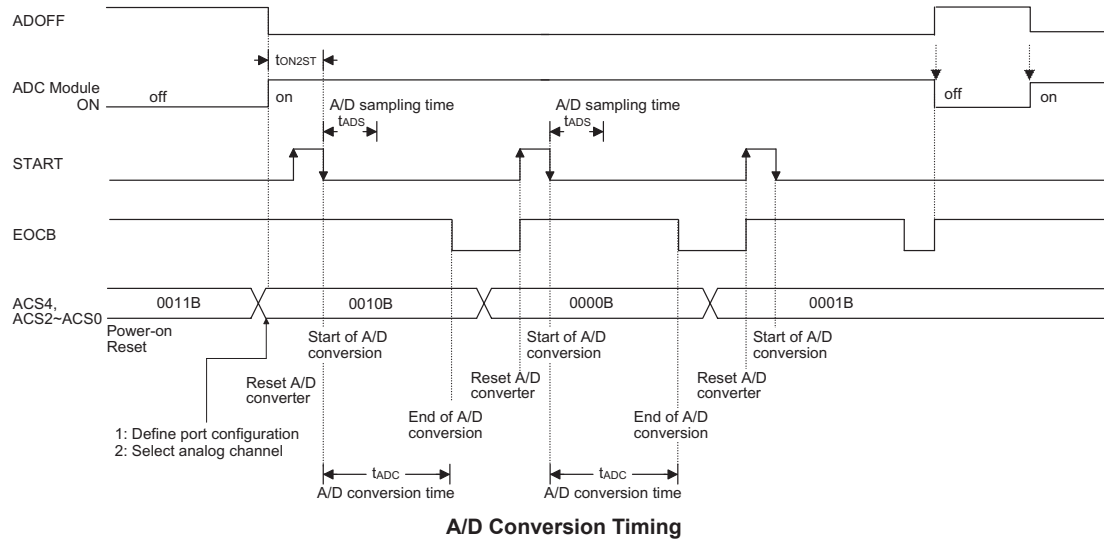 ADOFF
tON2ST
ADC Module
ON
off
on
off
on
A/D sampling time
tADS
A/D sampling time
tADS
START
EOCB
ACS4,
ACS2~ACS0
0011B
0010B
0000B
0001B
Power-on
Reset
Start of A/D
conversion
Start of A/D
conversion
Start of A/D
conversion
Reset A/D
converter
Reset A/D
converter
Reset A/D
converter
End of A/D
conversion
End of A/D
conversion
1: Define port configuration
2: Select analog channel
tADC
A/D conversion time
tADC
A/D conversion time
A/D Conversion Timing